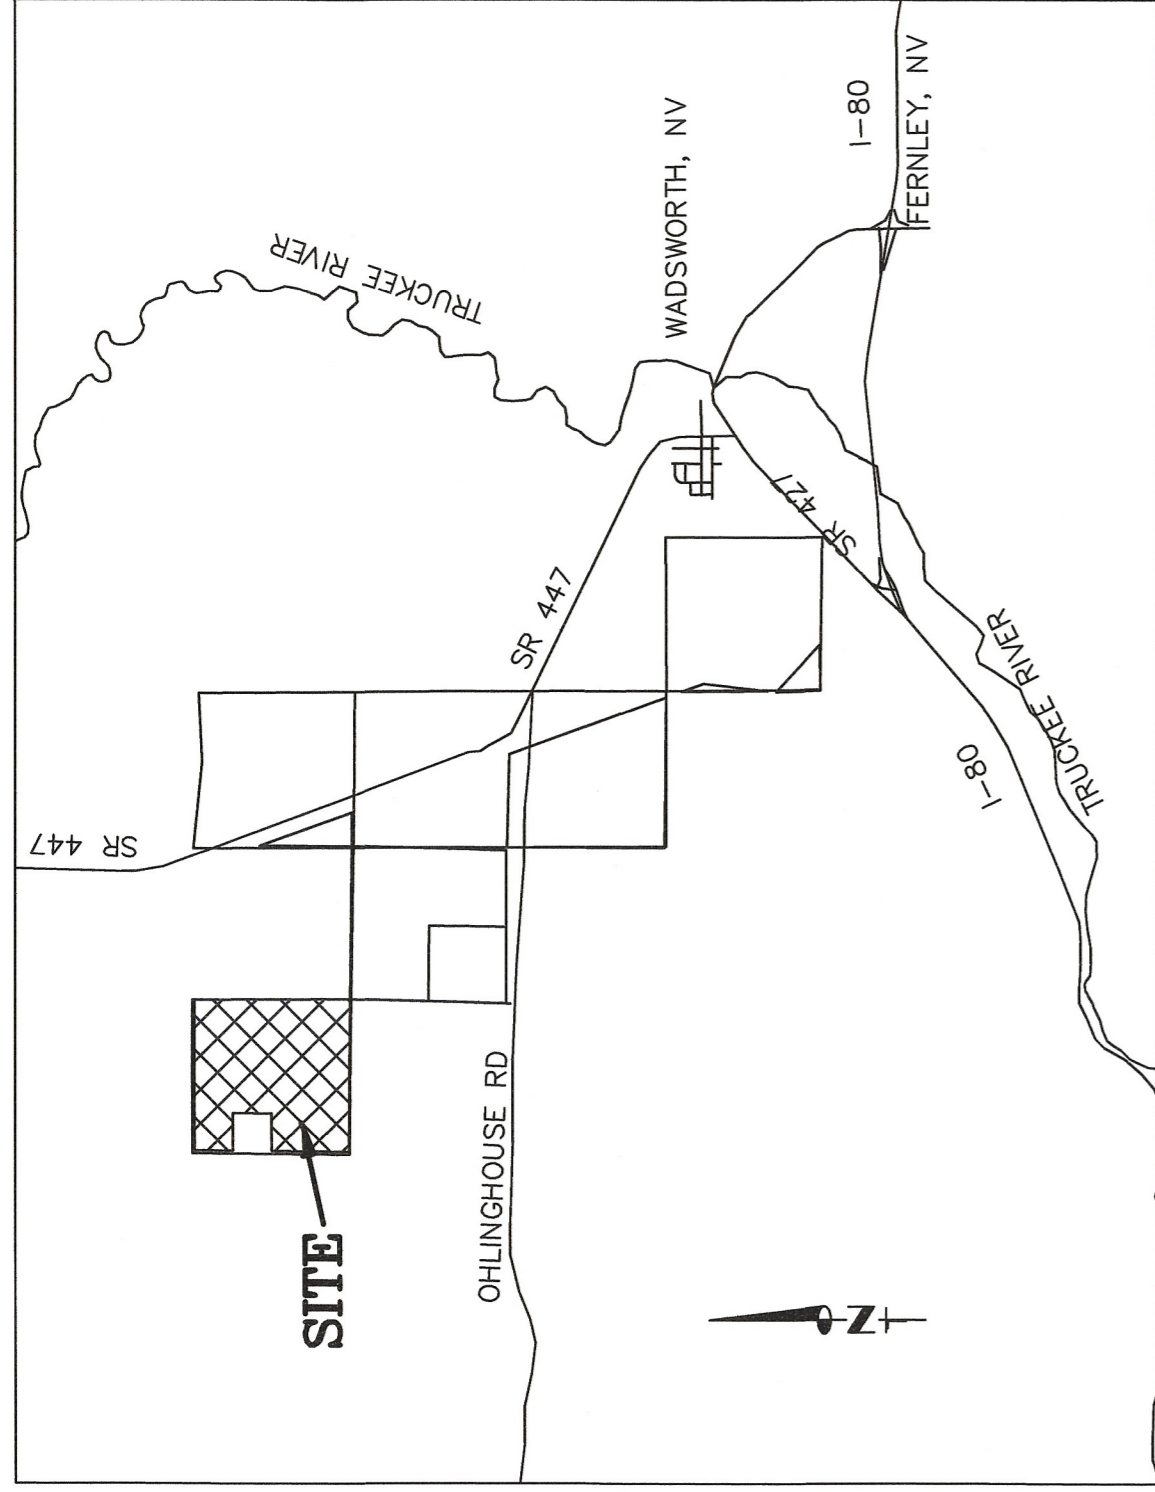 TRUCKEE RIVER
WADSWORTH, NV
I-80
FERNLEY, NV
SR 447
SR 427
SR 447
TRUCKEE RIVER
I-80
OHLINGHOUSE RD
SITE
N